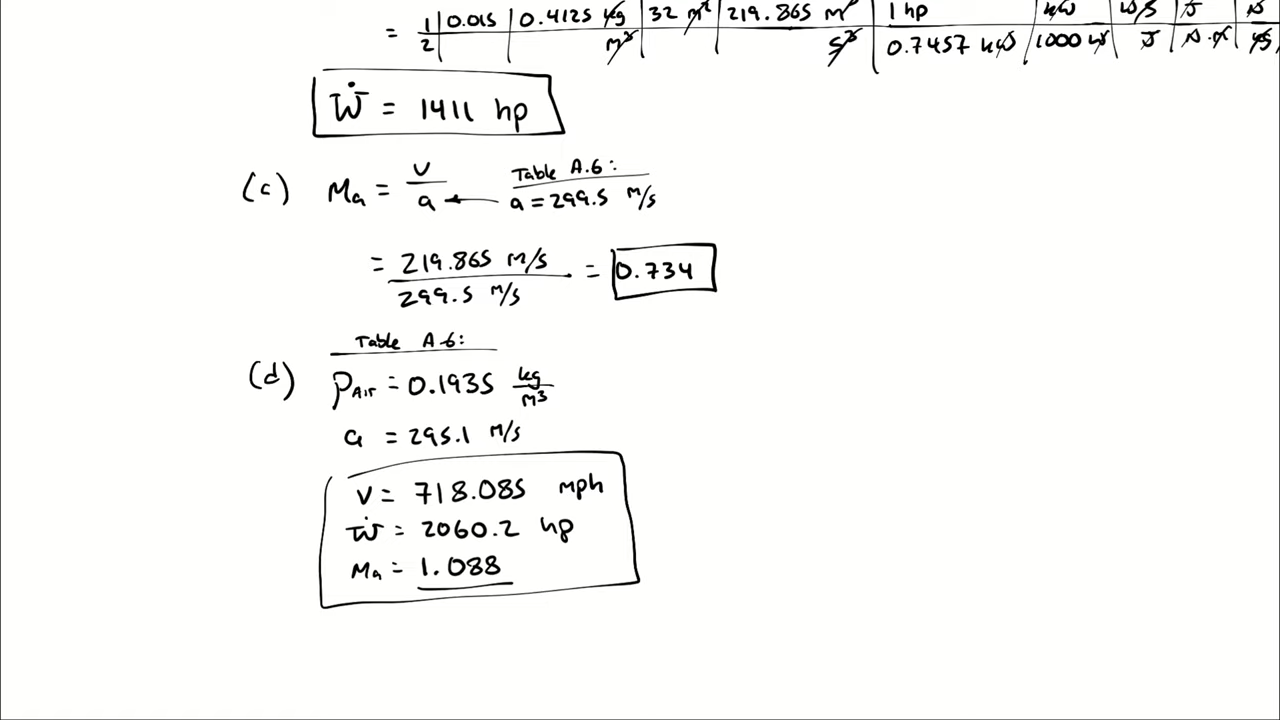 = 1/2 | 0.015 | 0.4125 kg/m³ | 32 m² | 219.865 m³/s³ | 1 hp/0.7457 kW | kW/1000 W | W/S/J | J/N·m | N
Ẇ = 1411 hp
(c) Ma = V/a ← Table A.6: a = 299.5 m/s
= 219.865 m/s / 299.5 m/s = 0.734
Table A.6:
(d) ρAir = 0.1935 kg/m³
a = 295.1 m/s
V = 718.085 mph
Ẇ = 2060.2 hp
Ma = 1.088